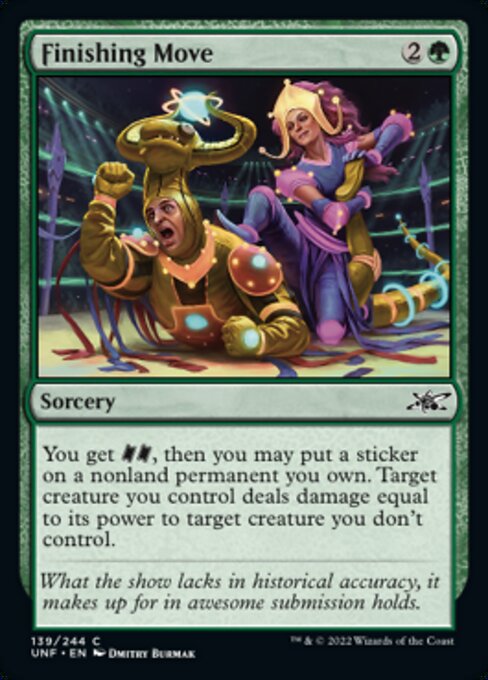 Finishing Move 2
Sorcery
You get , then you may put a sticker
on a nonland permanent you own. Target
creature you control deals damage equal
to its power to target creature you don't
control.
What the show lacks in historical accuracy, it
makes up for in awesome submission holds.
139/244 C
UNF • EN Dmitry Burmak
™ & © 2022 Wizards of the Coast